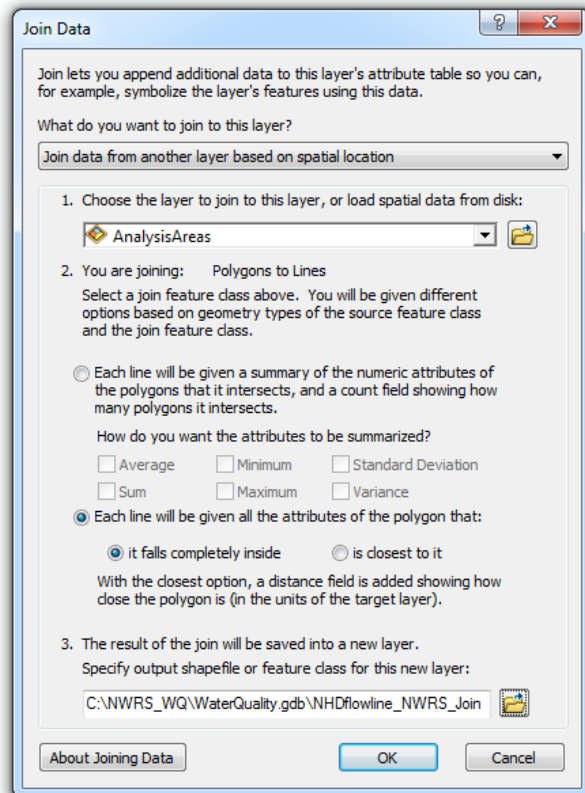 Join Data
Join lets you append additional data to this layer's attribute table so you can,
for example, symbolize the layer's features using this data.
What do you want to join to this layer?
Join data from another layer based on spatial location
1. Choose the layer to join to this layer, or load spatial data from disk:
AnalysisAreas
2. You are joining: Polygons to Lines
Select a join feature class above. You will be given different
options based on geometry types of the source feature class
and the join feature class.
Each line will be given a summary of the numeric attributes of
the polygons that it intersects, and a count field showing how
many polygons it intersects.
How do you want the attributes to be summarized?
Average Minimum Standard Deviation
Sum Maximum Variance
Each line will be given all the attributes of the polygon that:
it falls completely inside is closest to it
With the closest option, a distance field is added showing how
close the polygon is (in the units of the target layer).
3. The result of the join will be saved into a new layer.
Specify output shapefile or feature class for this new layer:
C:\NWRS_WQ\WaterQuality.gdb\NHDflowline_NWRS_Join
About Joining Data OK Cancel